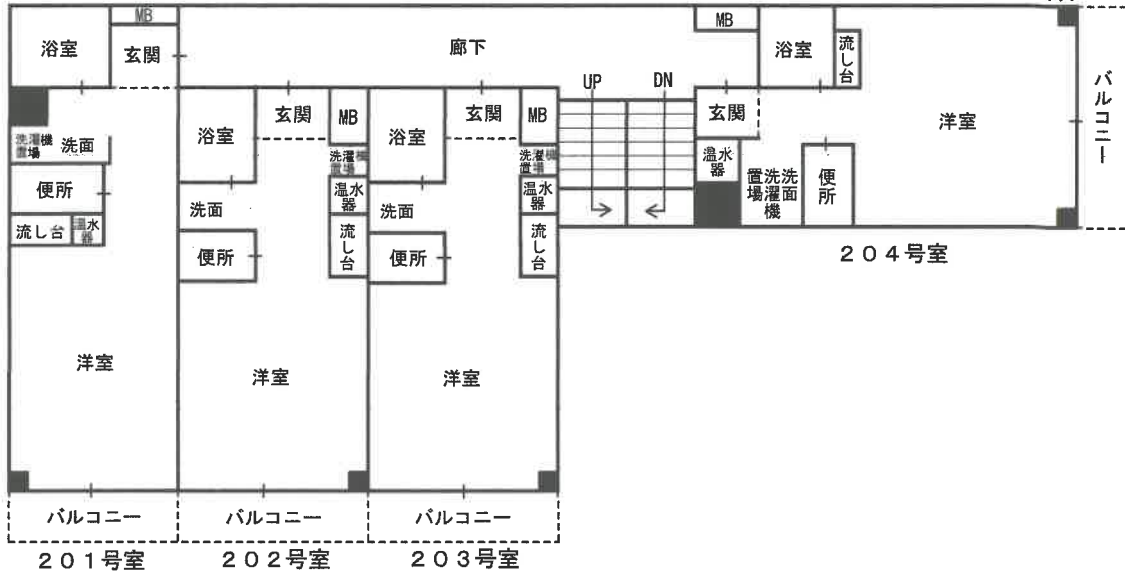 MB
浴室
玄関
廊下
MB
浴室
流し台
UP
DN
バルコニー
浴室
玄関
MB
浴室
玄関
MB
玄関
洋室
洗濯機置場
洗面
洗濯機置場
洗濯機置場
温水器
洗面
洗濯機
置場
便所
便所
洗面
温水器
洗面
温水器
流し台
温水器
便所
流し台
便所
流し台
204号室
洋室
洋室
洋室
バルコニー
バルコニー
バルコニー
201号室
202号室
203号室